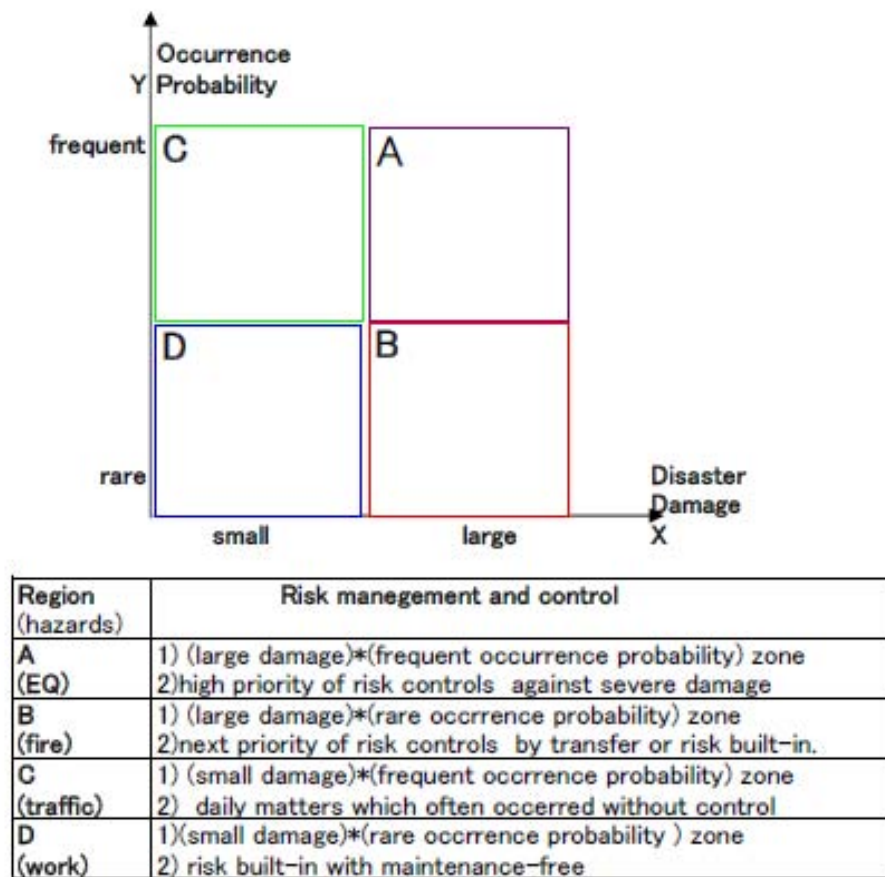 Occurrence
Y Probability
frequent
C
A
D
B
rare
Disaster
Damage
small
large
X
Region
(hazards)
Risk manegement and control
A
(EQ)
1) (large damage)*(frequent occurrence probability) zone
2)high priority of risk controls against severe damage
B
(fire)
1) (large damage)*(rare occrrence probability) zone
2)next priority of risk controls by transfer or risk built-in.
C
(traffic)
1) (small damage)*(frequent occrrence probability) zone
2) daily matters which often occerred without control
D
(work)
1)(small damage)*(rare occrrence probability ) zone
2) risk built-in with maintenance-free